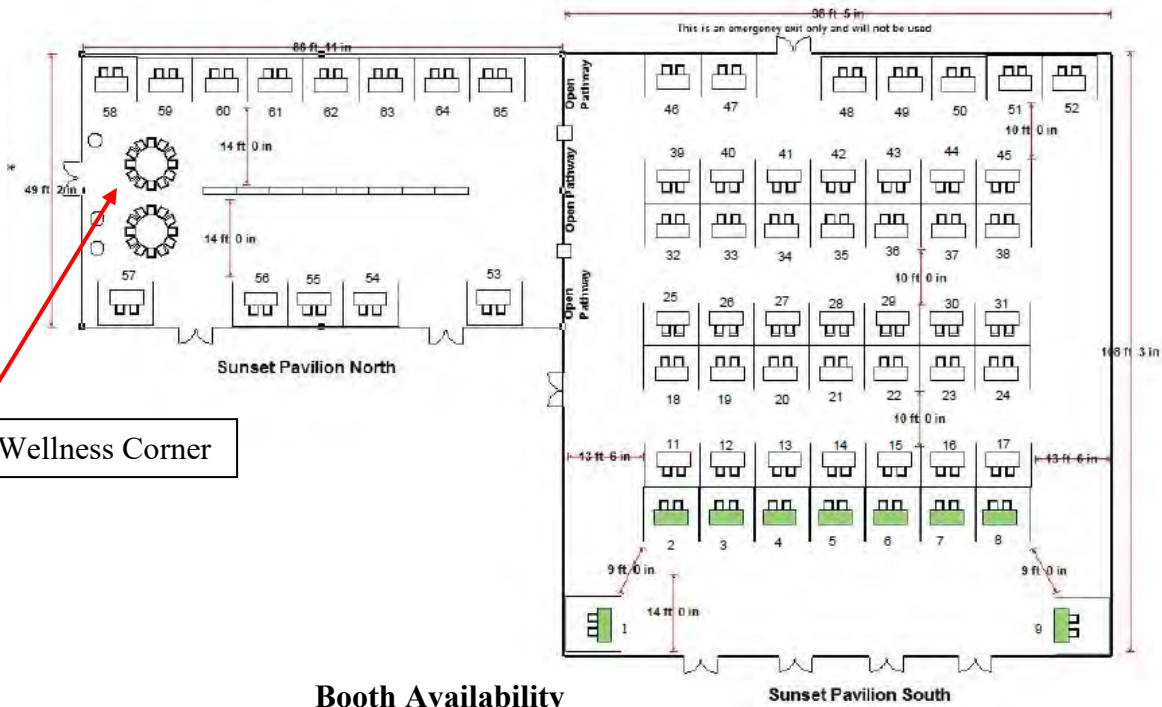 96 ft 5 in
This is an emergency exit only and will not be used
86 ft 11 in
58 59 60 61 62 63 64 65
Open Pathway
46 47 48 49 50 51 52
10 ft 0 in
14 ft 0 in
49 ft 2 in
Open Pathway
39 40 41 42 43 44 45
14 ft 0 in
32 33 34 35 36 37 38
10 ft 0 in
57 56 55 54 53
Open Pathway
25 26 27 28 29 30 31
Sunset Pavilion North
108 ft 3 in
18 19 20 21 22 23 24
10 ft 0 in
Wellness Corner
11 12 13 14 15 16 17
13 ft 6 in
13 ft 6 in
2 3 4 5 6 7 8
9 ft 0 in
9 ft 0 in
14 ft 0 in
1 9
Booth Availability
Sunset Pavilion South